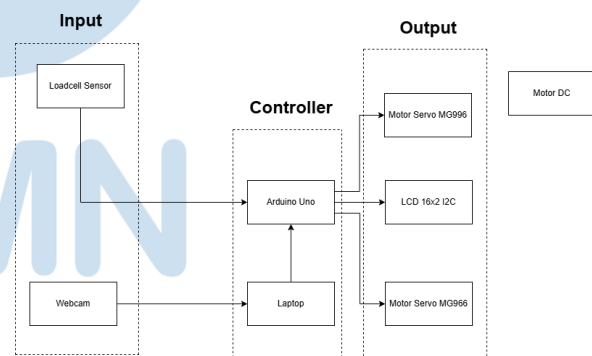 Input
Output
Loadcell Sensor
Motor DC
Controller
Motor Servo MG996
Arduino Uno
LCD 16x2 I2C
Webcam
Laptop
Motor Servo MG966